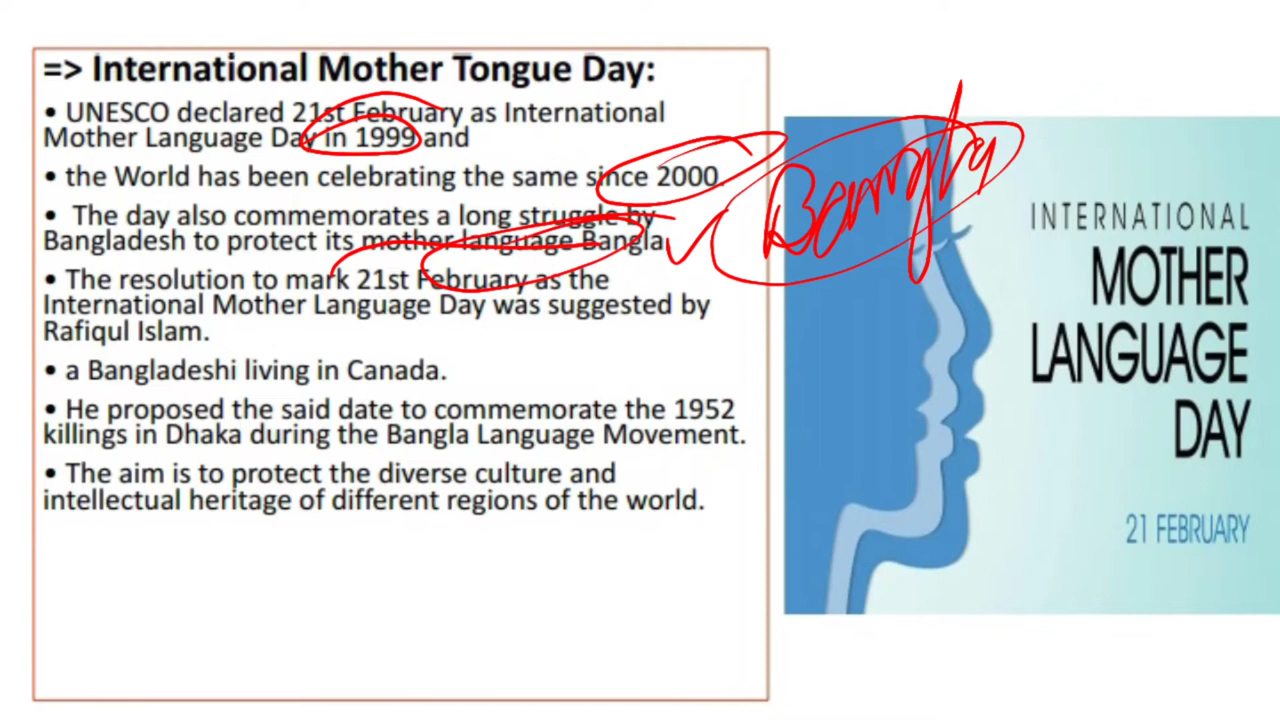 => International Mother Tongue Day:
• UNESCO declared 21st February as International
Mother Language Day in 1999 and
• the World has been celebrating the same since 2000.
• The day also commemorates a long struggle by
Bangladesh to protect its mother language Bangla
• The resolution to mark 21st February as the
International Mother Language Day was suggested by
Rafiqul Islam.
• a Bangladeshi living in Canada.
• He proposed the said date to commemorate the 1952
killings in Dhaka during the Bangla Language Movement.
• The aim is to protect the diverse culture and
intellectual heritage of different regions of the world.
INTERNATIONAL
MOTHER
LANGUAGE
DAY
21 FEBRUARY